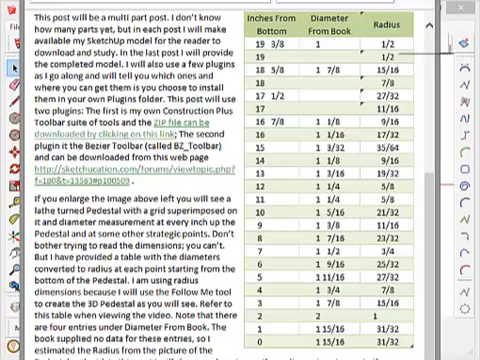 This post will be a multi part post. I don't know
how many parts yet, but in each post I will make
available my SketchUp model for the reader to
download and study. In the last post I will provide
the completed model. I will also use a few plugins
as I go along and will tell you which ones and
where you can get them is you choose to install
them in your own Plugins folder. This post will use
two plugins: The first is my own Construction Plus
Toolbar suite of tools and the ZIP file can be
downloaded by clicking on this link; The second
plugin it the Bezier Toolbar (called BZ_Toolbar)
and can be downloaded from this web page
http://sketchucation.com/forums/viewtopic.php?
f=180&t=13563#p100509 .
If you enlarge the image above left you will see a
lathe turned Pedestal with a grid superimposed on
it and diameter measurement at every inch up the
Pedestal and at some other strategic points. Don't
bother trying to read the dimensions; you can't.
But I have provided a table with the diameters
converted to radius at each point starting from the
bottom of the Pedestal. I am using radius
dimensions because I will use the Follow Me tool
to create the 3D Pedestal as you will see. Refer to
this table when viewing the video. Note that there
are four entries under Diameter From Book. The
book supplied no data for these entries, so I
estimated the Radius from the picture of the
Inches From Bottom Diameter From Book Radius
19 3/8 1 1/2
19 1/2
18 5/8 1 7/8 15/16
18 7/8
17 1/2 27/32
17 11/16
16 7/8 1 1/8 9/16
16 1 1/16 17/32
15 1 3/32 35/64
14 1 1/8 9/16
13 1 3/16 19/32
12 1 1/4 5/8
11 1 1/4 5/8
10 1 5/16 21/32
9 1 3/8 11/16
8 1 7/16 23/32
7 1 1/2 3/4
6 1 9/16 25/32
5 1 11/16 27/32
4 1 3/4 7/8
3 1 7/8 15/16
2 2 1
1 1 15/16 31/32
0 1 15/16 31/32